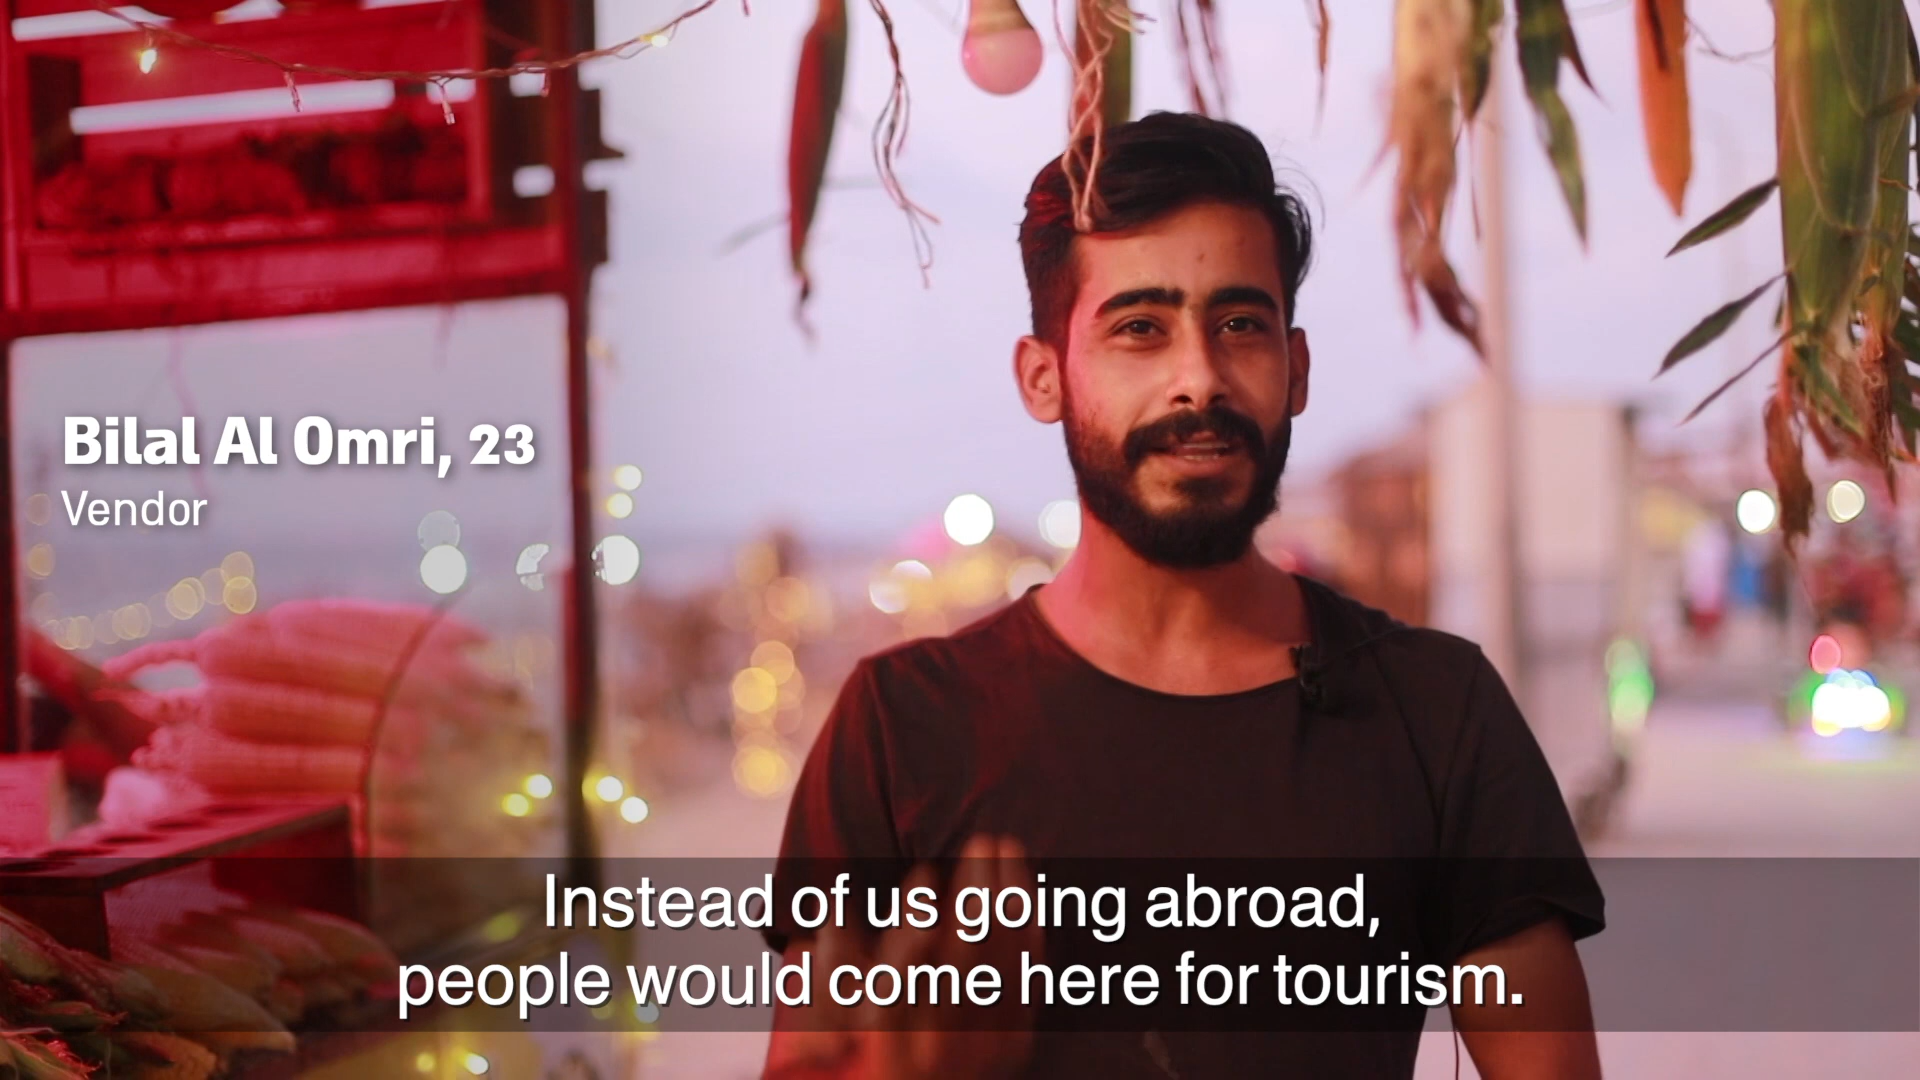 Bilal Al Omri, 23
Vendor
Instead of us going abroad,
people would come here for tourism.